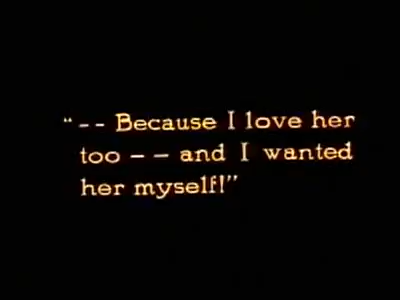 "-- Because I love her
too -- and I wanted
her myself!"